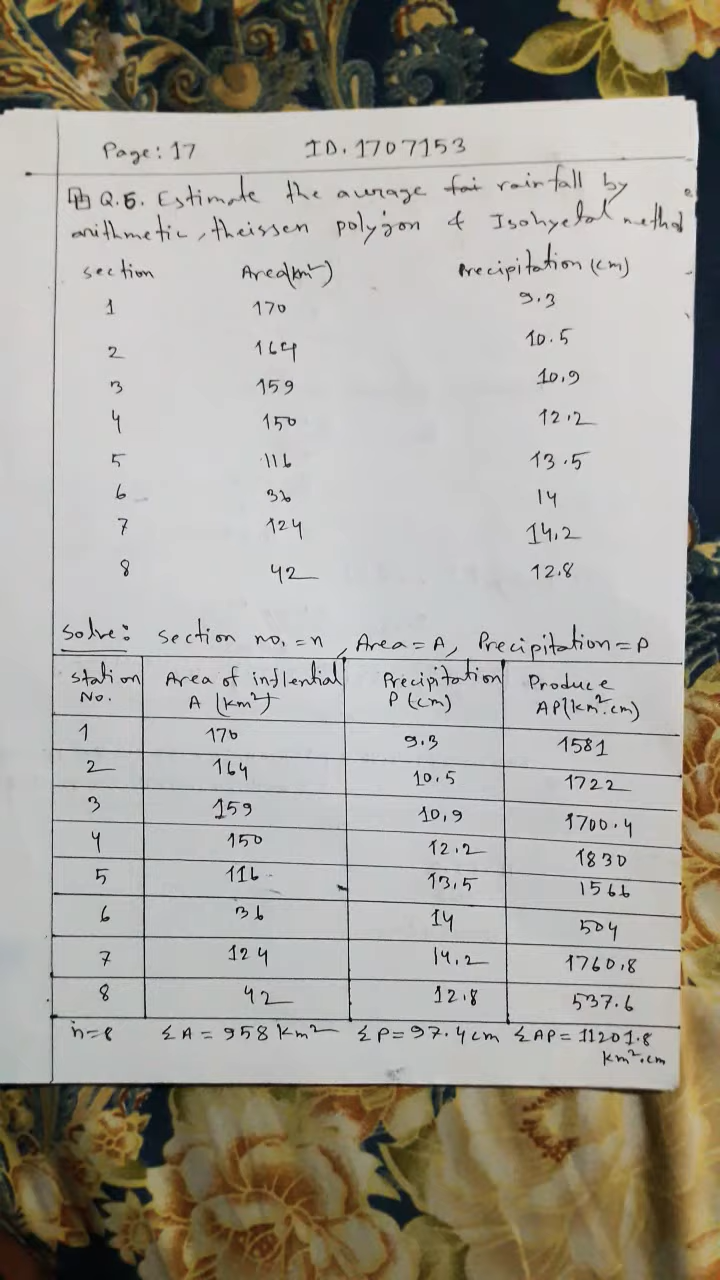 Page: 17 ID. 1707153
Q.5. Estimate the average rainfall by
arithmetic, theissen polygon & Isohyetal method
section Area(km²) Precipitation (cm)
1 170 9.3
2 164 10.5
3 159 10.9
4 150 12.2
5 116 13.5
6 36 14
7 124 14.2
8 42 12.8
Solve: section no. = n, Area = A, Precipitation = P
Station Area of inflential Precipitation Produce
No. A (km²) P (cm) AP(km².cm)
1 170 9.3 1581
2 164 10.5 1722
3 159 10.9 1700.4
4 150 12.2 1830
5 116 13.5 1566
6 36 14 504
7 124 14.2 1760.8
8 42 12.8 537.6
n=8 ΣA = 958 km² ΣP = 97.4 cm ΣAP = 11201.8
km².cm